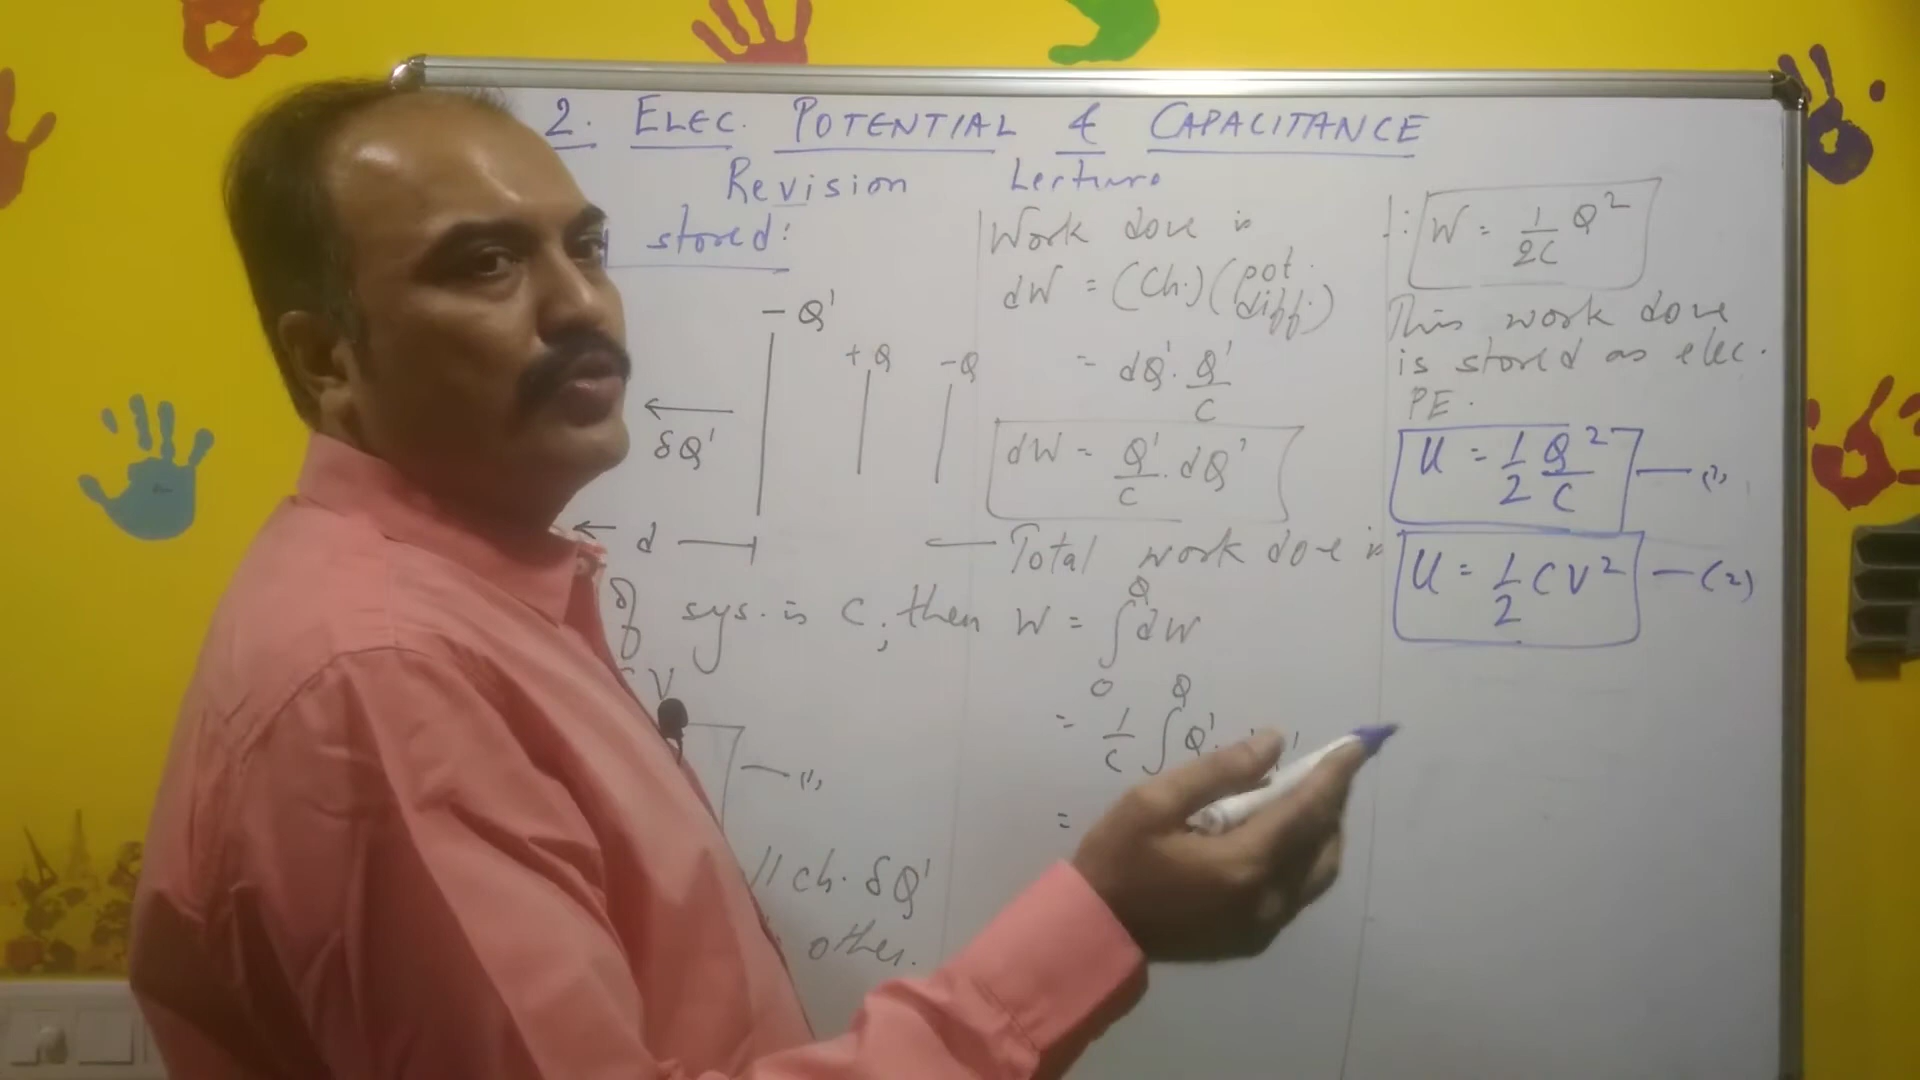 2. ELEC. POTENTIAL & CAPACITANCE
Revision Lecture
stored:
- Q'
+Q
-Q
δQ'
d
Of sys. is C, then
V
— (1)
ch. δQ'
other.
Work done is
dW = (Ch.) (pot. diff.)
= dQ'. Q'/C
dW = Q'/C . dQ'
Total work done is
W = ∫₀^Q dW
= 1/C ∫ Q Q'.
=
∴ W = 1/2C Q²
This work done
is stored as elec.
PE.
U = 1/2 Q²/C — (1)
U = 1/2 CV² — (2)